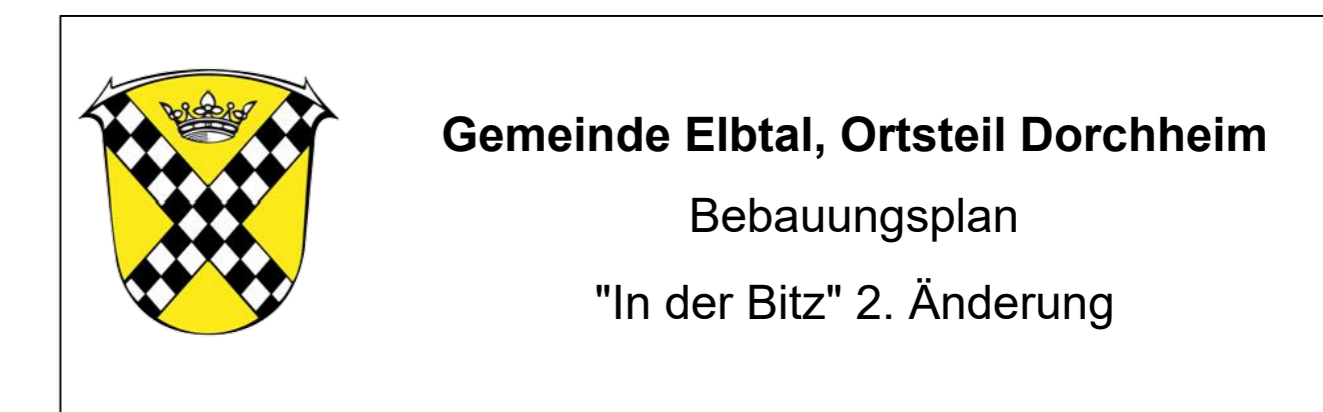 Gemeinde Elbtal, Ortsteil Dorchheim
Bebauungsplan
"In der Bitz" 2. Änderung